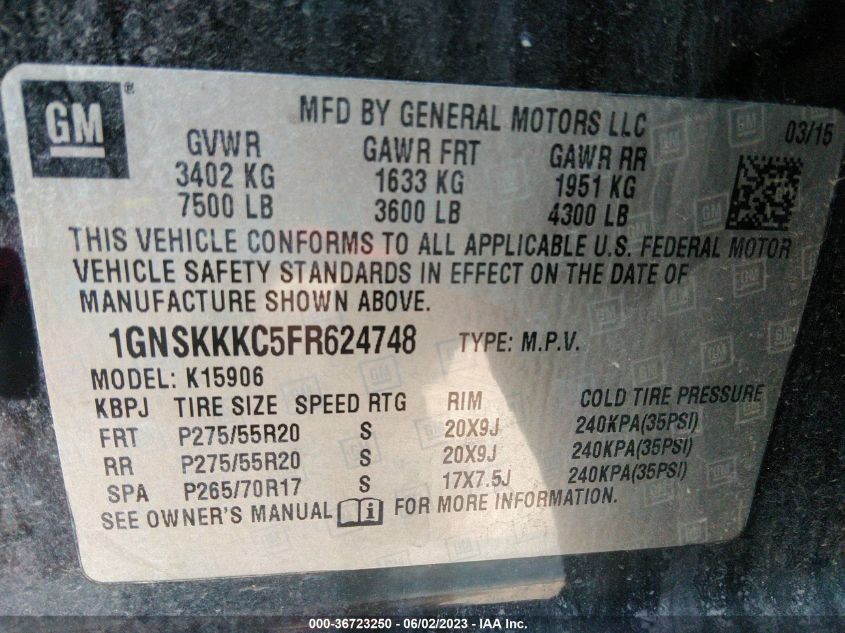 GM®
MFD BY GENERAL MOTORS LLC
03/15
GVWR GAWR FRT GAWR RR
3402 KG 1633 KG 1951 KG
7500 LB 3600 LB 4300 LB
THIS VEHICLE CONFORMS TO ALL APPLICABLE U.S. FEDERAL MOTOR
VEHICLE SAFETY STANDARDS IN EFFECT ON THE DATE OF
MANUFACTURE SHOWN ABOVE.
1GNSKKKC5FR624748 TYPE: M.P.V.
MODEL: K15906
KBPJ TIRE SIZE SPEED RTG RIM COLD TIRE PRESSURE
FRT P275/55R20 S 20X9J 240KPA(35PSI)
RR P275/55R20 S 20X9J 240KPA(35PSI)
SPA P265/70R17 S 17X7.5J 240KPA(35PSI)
SEE OWNER'S MANUAL i FOR MORE INFORMATION.
000-36723250 - 06/02/2023 - IAA Inc.